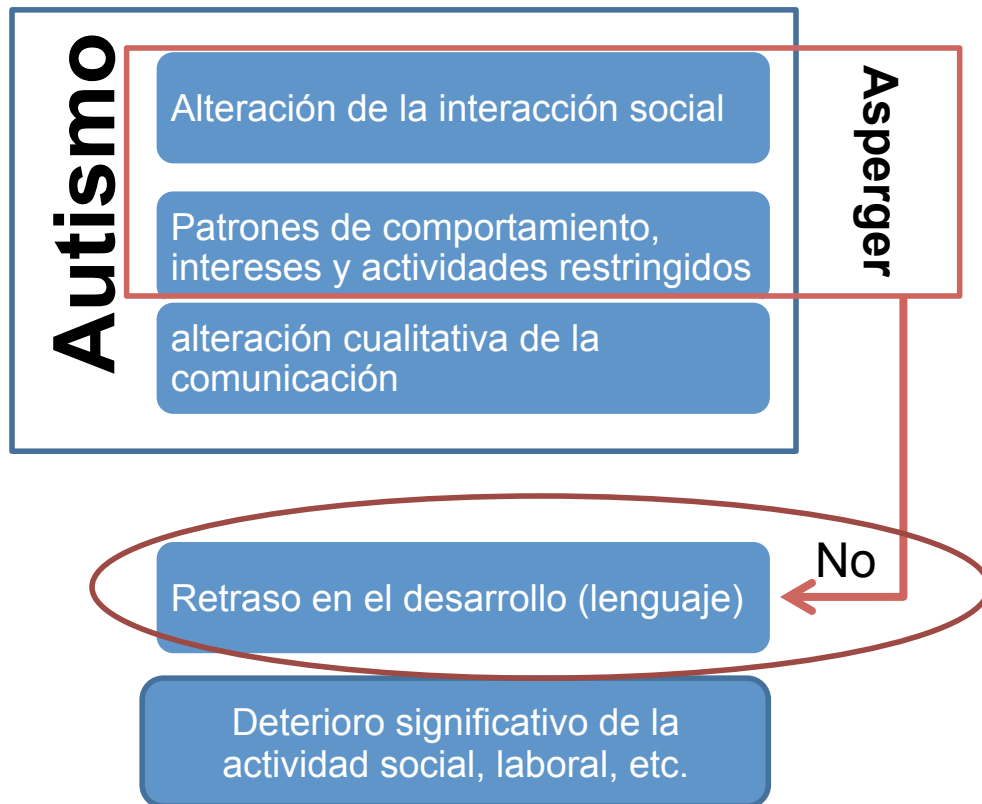 Autismo
Alteración de la interacción social
Asperger
Patrones de comportamiento,
intereses y actividades restringidos
alteración cualitativa de la
comunicación
No
Retraso en el desarrollo (lenguaje)
Deterioro significativo de la
actividad social, laboral, etc.